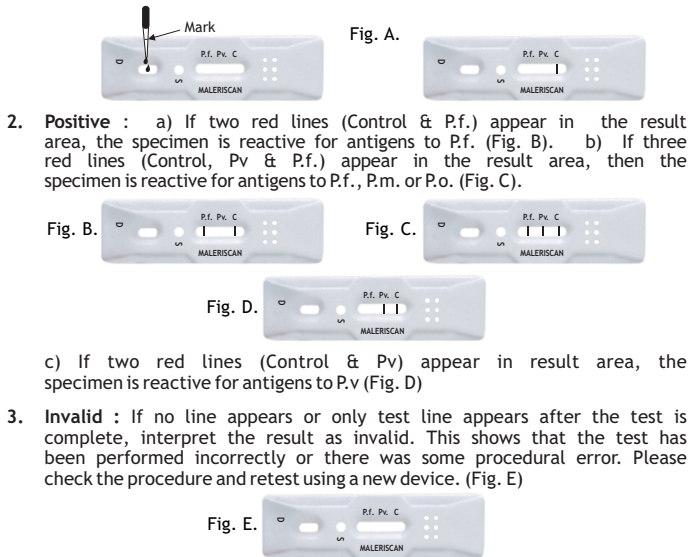 Mark
Fig. A.
D S P.f. Pv. C
MALERISCAN
D S P.f. Pv. C
MALERISCAN
2. Positive : a) If two red lines (Control & P.f.) appear in the result
area, the specimen is reactive for antigens to P.f. (Fig. B). b) If three
red lines (Control, Pv & P.f.) appear in the result area, then the
specimen is reactive for antigens to P.f., P.m. or P.o. (Fig. C).
Fig. B.
D S P.f. Pv. C
MALERISCAN
Fig. C.
D S P.f. Pv. C
MALERISCAN
Fig. D.
D S P.f. Pv. C
MALERISCAN
c) If two red lines (Control & Pv) appear in result area, the
specimen is reactive for antigens to P.v (Fig. D)
3. Invalid : If no line appears or only test line appears after the test is
complete, interpret the result as invalid. This shows that the test has
been performed incorrectly or there was some procedural error. Please
check the procedure and retest using a new device. (Fig. E)
Fig. E.
D S P.f. Pv. C
MALERISCAN